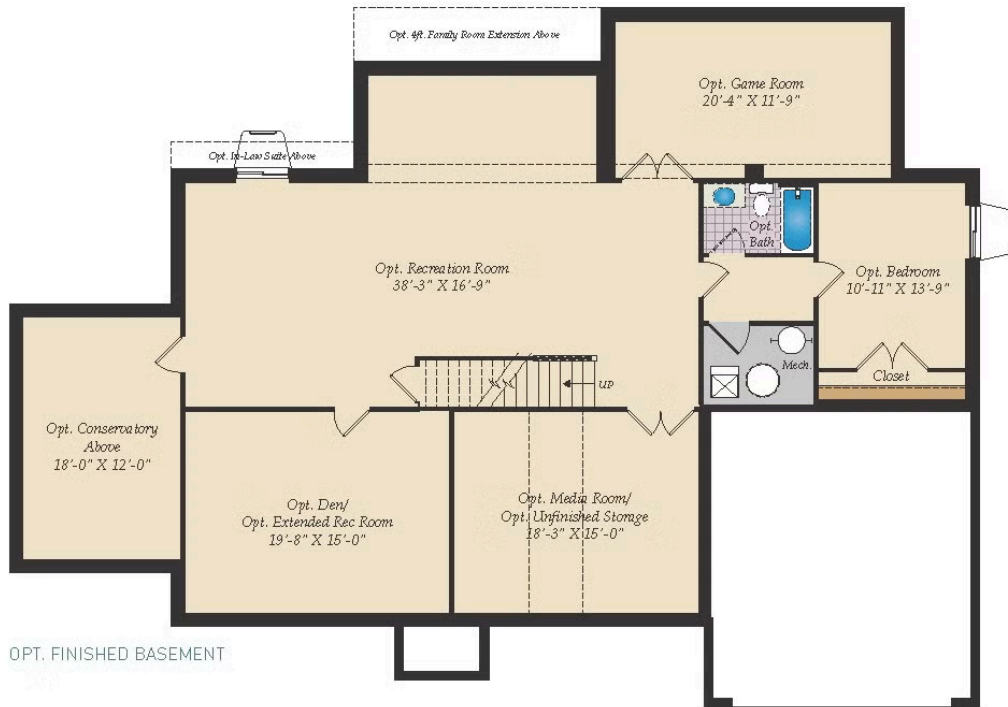 Opt. 4ft. Family Room Extension Above
Opt. Game Room
20'-4" X 11'-9"
Opt. In-Law Suite Above
Opt.
Bath
Opt. Recreation Room
38'-3" X 16'-9"
Opt. Bedroom
10'-11" X 13'-9"
Mech.
UP
Closet
Opt. Conservatory
Above
18'-0" X 12'-0"
Opt. Den/
Opt. Extended Rec Room
19'-8" X 15'-0"
Opt. Media Room/
Opt. Unfinished Storage
18'-3" X 15'-0"
OPT. FINISHED BASEMENT